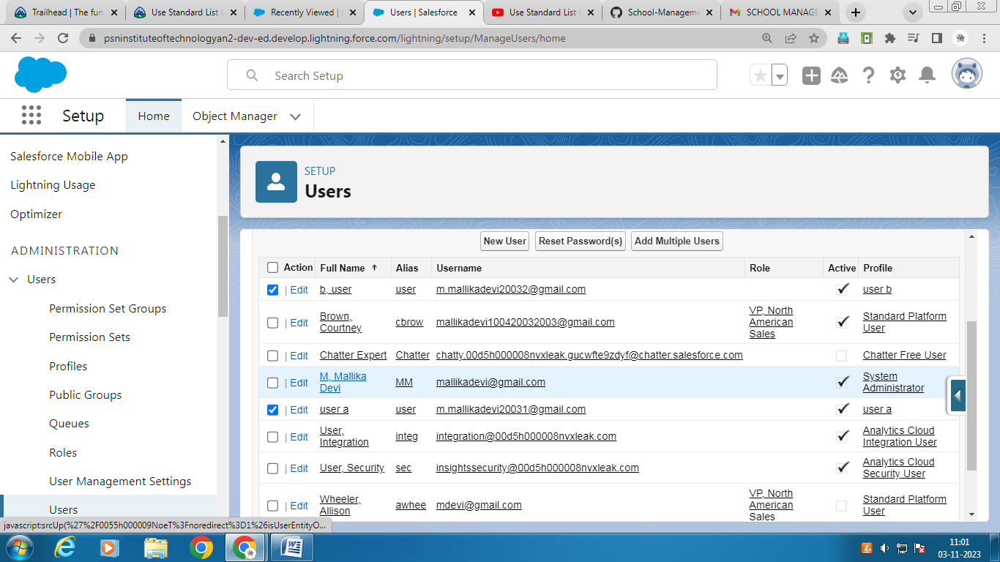 Trailhead | The fun
Use Standard List C
Recently Viewed | s
Users | Salesforce
Use Standard List C
School-Managem
SCHOOL MANAGE
psninstituteoftechnologyan2-dev-ed.develop.lightning.force.com/lightning/setup/ManageUsers/home
Search Setup
Setup
Home
Object Manager
Salesforce Mobile App
Lightning Usage
Optimizer
ADMINISTRATION
Users
Permission Set Groups
Permission Sets
Profiles
Public Groups
Queues
Roles
User Management Settings
Users
SETUP
Users
New User Reset Password(s) Add Multiple Users
Action Full Name ↑ Alias Username Role Active Profile
| Edit b, user user m.mallikadevi20032@gmail.com user b
| Edit Brown, Courtney cbrow mallikadevi100420032003@gmail.com VP, North American Sales Standard Platform User
| Edit Chatter Expert Chatter chatty.00d5h000008nvxleak.gucwfte9zdyf@chatter.salesforce.com Chatter Free User
| Edit M, Mallika Devi MM mallikadevi@gmail.com System Administrator
| Edit user a user m.mallikadevi20031@gmail.com user a
| Edit User, Integration integ integration@00d5h000008nvxleak.com Analytics Cloud Integration User
| Edit User, Security sec insightssecurity@00d5h000008nvxleak.com Analytics Cloud Security User
| Edit Wheeler, Allison awhee mdevi@gmail.com VP, North American Sales Standard Platform User
javascript:srcUp(%27%2F0055h000009NoeT%3Fnoredirect%3D1%26isUserEntityO...
11:01
03-11-2023